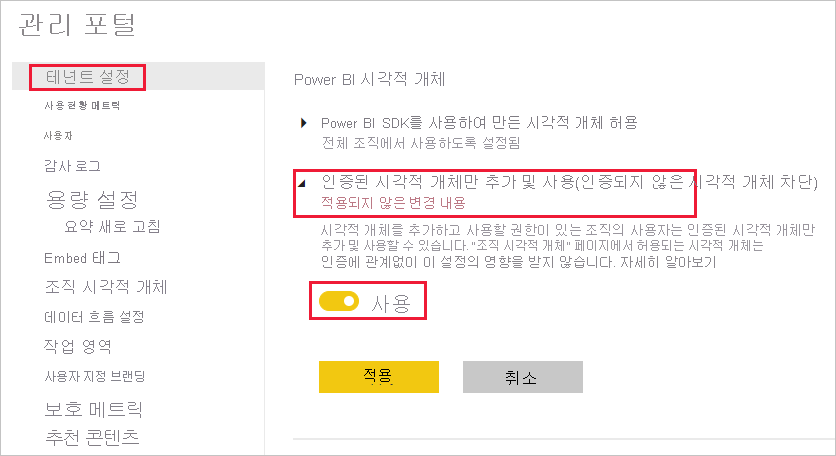 관리 포털
테넌트 설정
사용 현황 메트릭
사용자
감사 로그
용량 설정
요약 새로 고침
Embed 태그
조직 시각적 개체
데이터 흐름 설정
작업 영역
사용자 지정 브랜딩
보호 메트릭
추천 콘텐츠
Power BI 시각적 개체
Power BI SDK를 사용하여 만든 시각적 개체 허용
전체 조직에서 사용하도록 설정됨
인증된 시각적 개체만 추가 및 사용(인증되지 않은 시각적 개체 차단)
적용되지 않은 변경 내용
시각적 개체를 추가하고 사용할 권한이 있는 조직의 사용자는 인증된 시각적 개체만
추가 및 사용할 수 있습니다. "조직 시각적 개체" 페이지에서 허용되는 시각적 개체는
인증에 관계없이 이 설정의 영향을 받지 않습니다. 자세히 알아보기
사용
적용
취소